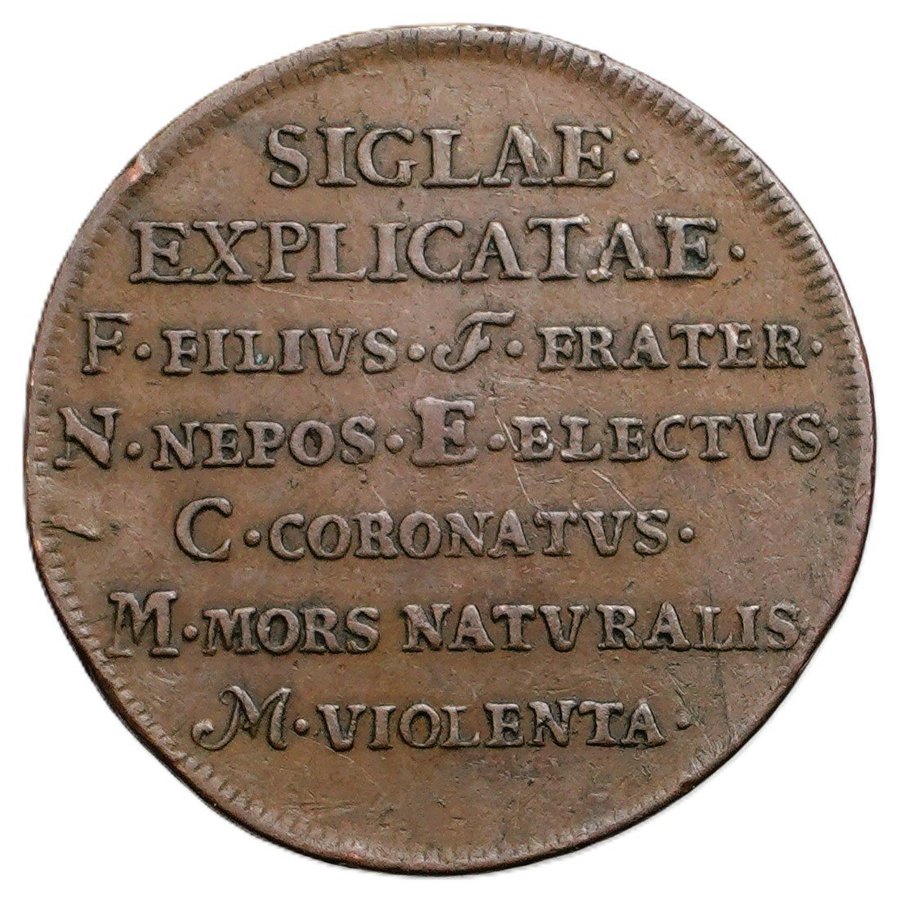 SIGLAE·
EXPLICATAE·
F·FILIVS·F·FRATER·
N·NEPOS·E·ELECTVS
C·CORONATVS·
M·MORS NATVRALIS
M·VIOLENTA·